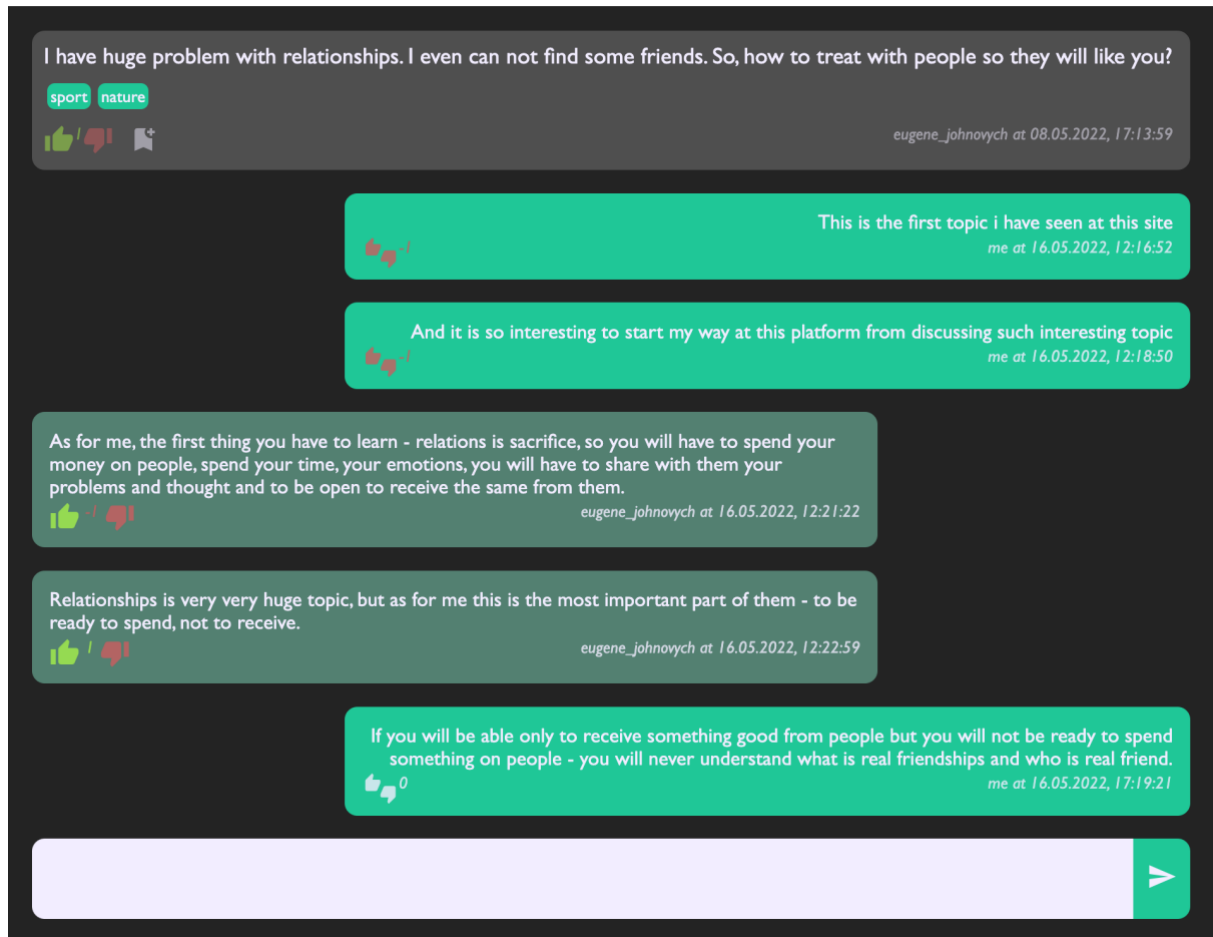 I have huge problem with relationships. I even can not find some friends. So, how to treat with people so they will like you?
sport nature
1
eugene_johnovych at 08.05.2022, 17:13:59
This is the first topic i have seen at this site
-1
me at 16.05.2022, 12:16:52
And it is so interesting to start my way at this platform from discussing such interesting topic
-1
me at 16.05.2022, 12:18:50
As for me, the first thing you have to learn - relations is sacrifice, so you will have to spend your
money on people, spend your time, your emotions, you will have to share with them your
problems and thought and to be open to receive the same from them.
-1
eugene_johnovych at 16.05.2022, 12:21:22
Relationships is very very huge topic, but as for me this is the most important part of them - to be
ready to spend, not to receive.
1
eugene_johnovych at 16.05.2022, 12:22:59
If you will be able only to receive something good from people but you will not be ready to spend
something on people - you will never understand what is real friendships and who is real friend.
0
me at 16.05.2022, 17:19:21